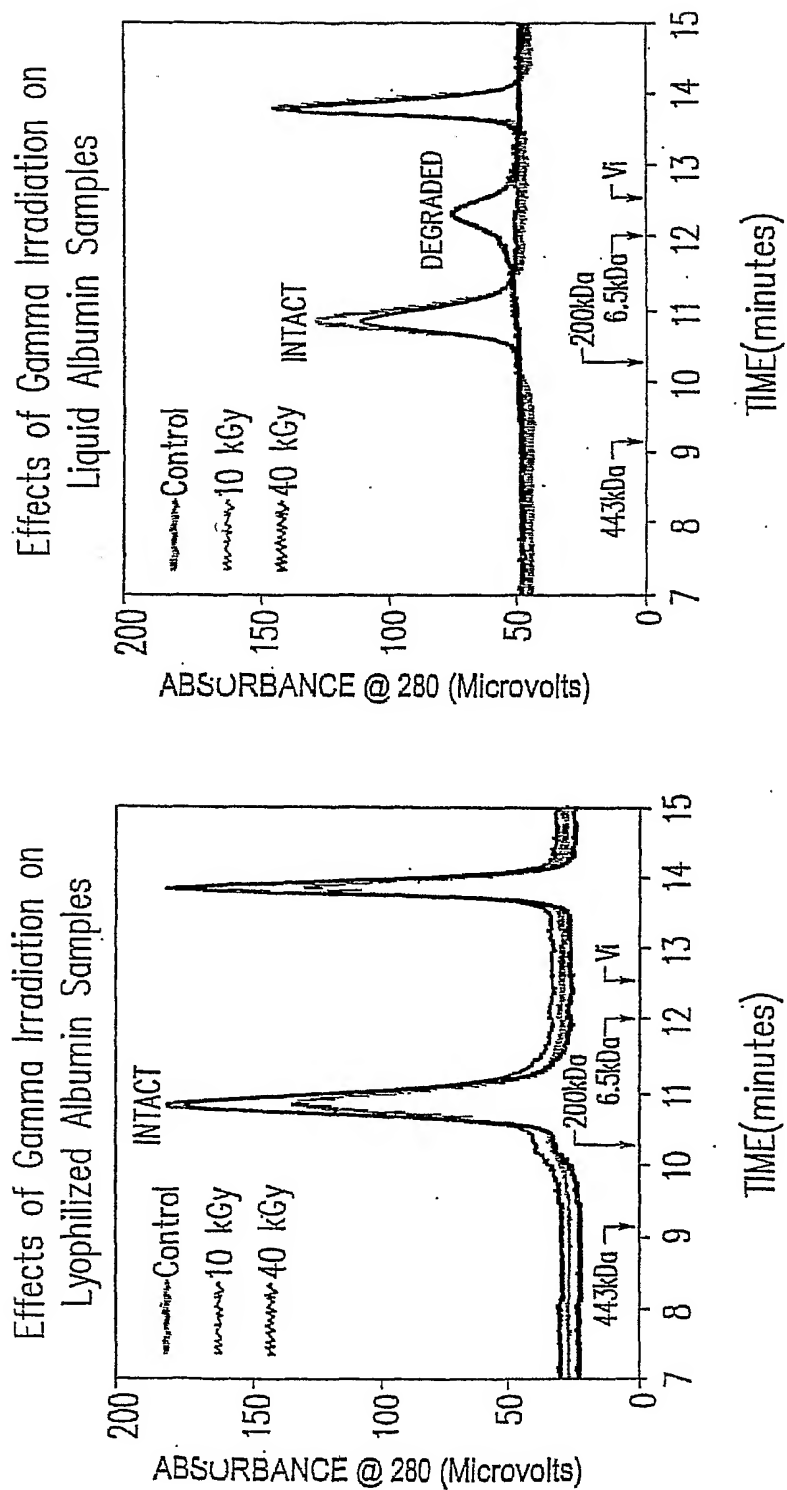 Effects of Gamma Irradiation on
Lyophilized Albumin Samples
ABSORBANCE @ 280 (Microvolts)
200
150
100
50
0
Control
10 kGy
40 kGy
INTACT
443kDa
200kDa
6.5kDa
Vi
7 8 9 10 11 12 13 14 15
TIME(minutes)
Effects of Gamma Irradiation on
Liquid Albumin Samples
ABSORBANCE @ 280 (Microvolts)
200
150
100
50
0
Control
10 kGy
40 kGy
INTACT
DEGRADED
443kDa
200kDa
6.5kDa
Vi
7 8 9 10 11 12 13 14 15
TIME(minutes)